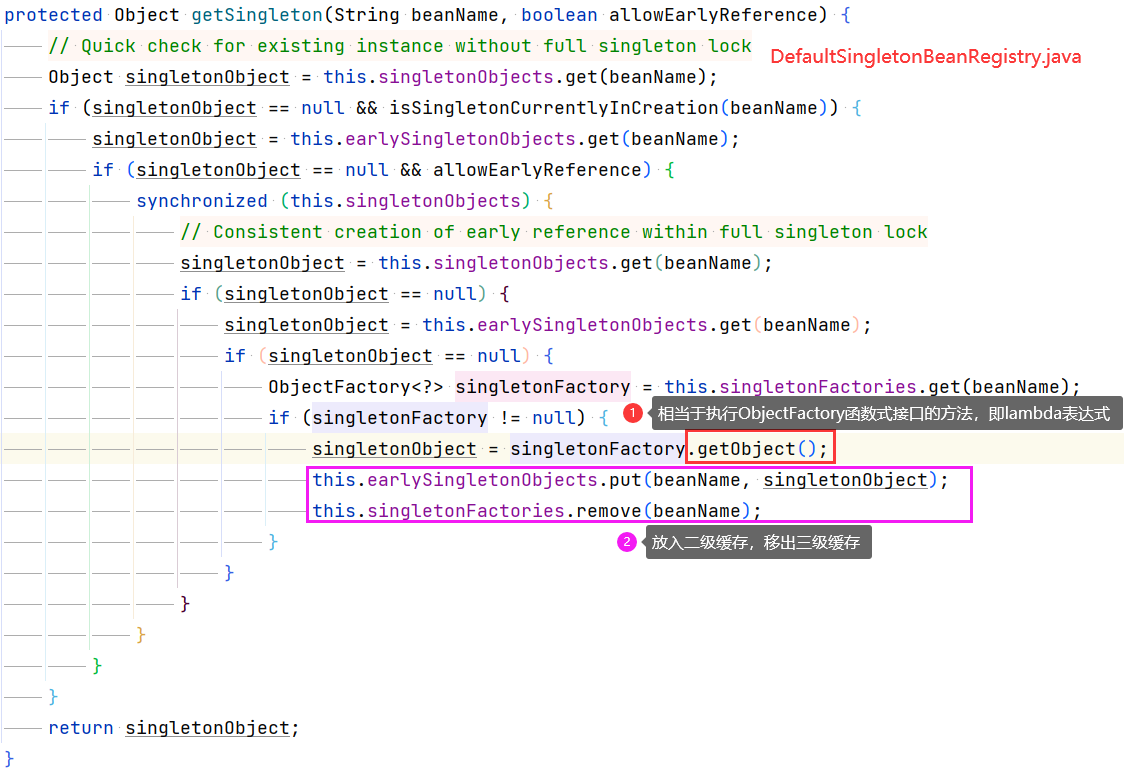 protected Object getSingleton(String beanName, boolean allowEarlyReference) {
// Quick check for existing instance without full singleton lock
DefaultSingletonBeanRegistry.java
Object singletonObject = this.singletonObjects.get(beanName);
if (singletonObject == null && isSingletonCurrentlyInCreation(beanName)) {
singletonObject = this.earlySingletonObjects.get(beanName);
if (singletonObject == null && allowEarlyReference) {
synchronized (this.singletonObjects) {
// Consistent creation of early reference within full singleton lock
singletonObject = this.singletonObjects.get(beanName);
if (singletonObject == null) {
singletonObject = this.earlySingletonObjects.get(beanName);
if (singletonObject == null) {
ObjectFactory<?> singletonFactory = this.singletonFactories.get(beanName);
if (singletonFactory != null) {
1 相当于执行ObjectFactory函数式接口的方法，即lambda表达式
singletonObject = singletonFactory.getObject();
this.earlySingletonObjects.put(beanName, singletonObject);
this.singletonFactories.remove(beanName);
}
2 放入二级缓存，移出三级缓存
}
}
}
}
}
return singletonObject;
}